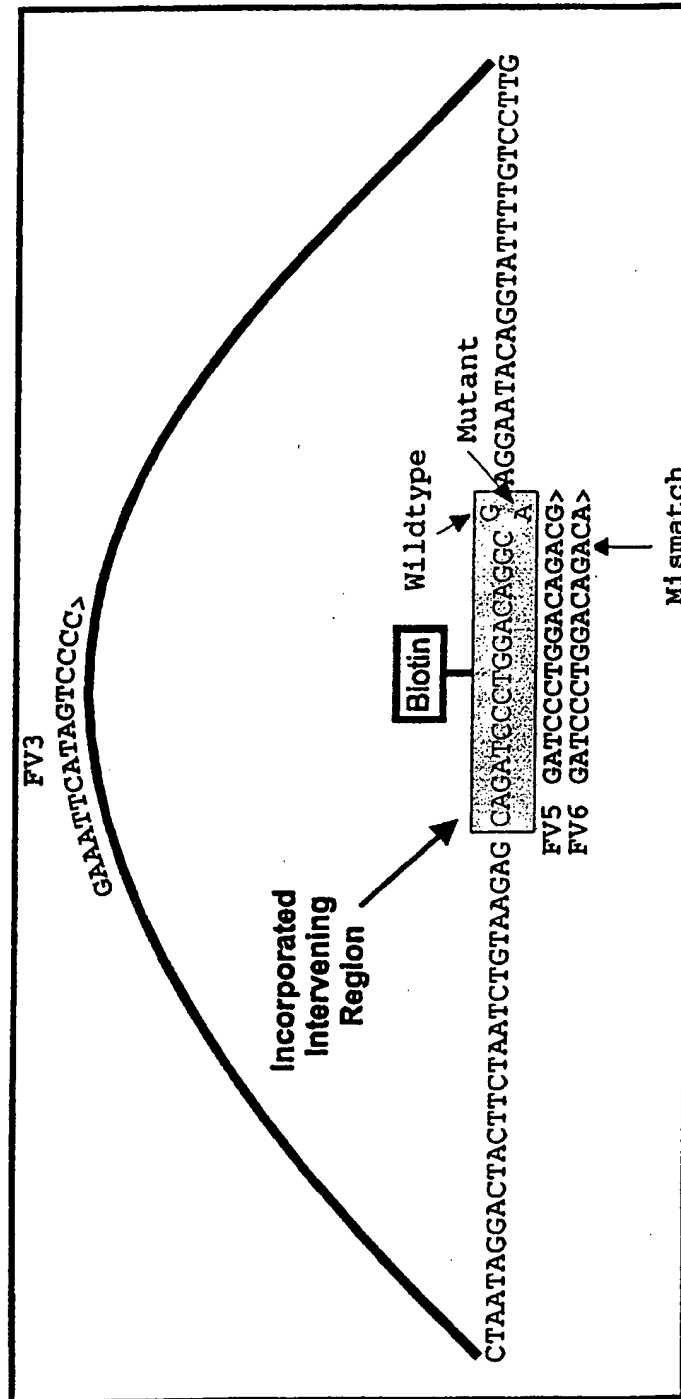 FV3
GAAATTCATAGTCCCC>
Biotin
Wildtype
Mutant
Incorporated
Intervening
Region
CTAATAGGACTACTTCTAATCTGTAAGAG CAGATCCCTGGACAGGC G AGGAATACAGGTATTTTGTCCTTG
A
FV5 GATCCCTGGACAGACG>
FV6 GATCCCTGGACAGACA>
Mismatch